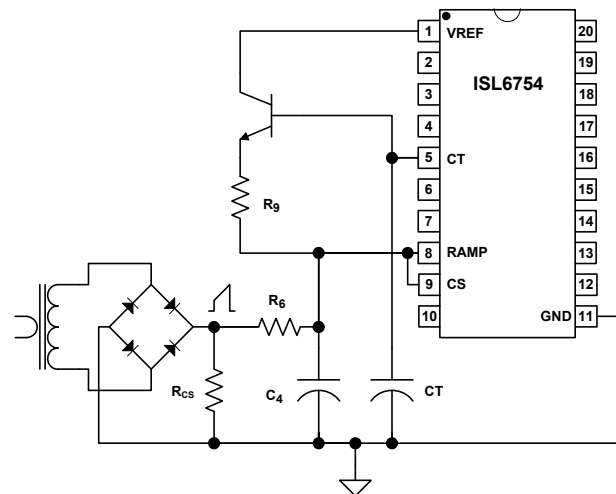 1 VREF 20
2 19
ISL6754
3 18
4 17
5 CT 16
6 15
R9
7 14
8 RAMP 13
9 CS 12
R6
10 GND 11
RCS
C4
CT